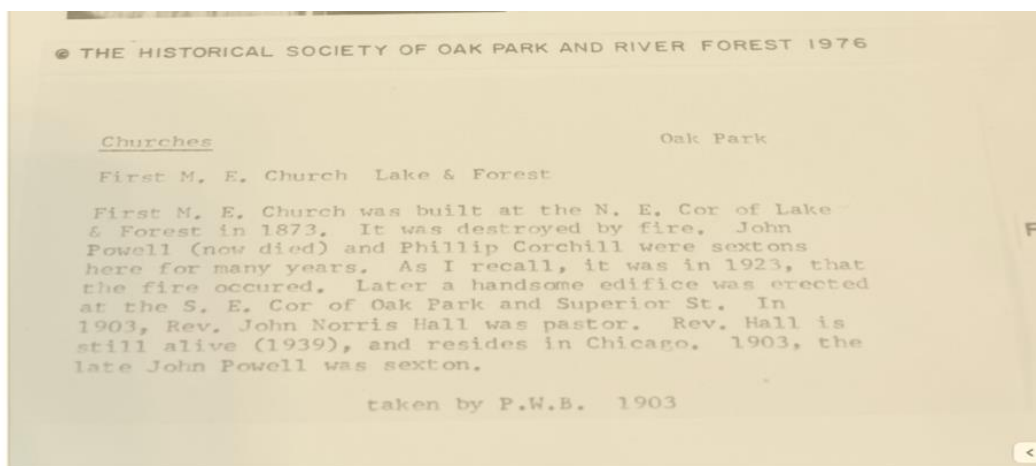 © THE HISTORICAL SOCIETY OF OAK PARK AND RIVER FOREST 1976
Churches Oak Park
First M. E. Church Lake & Forest
First M. E. Church was built at the N. E. Cor of Lake
& Forest in 1873. It was destroyed by fire. John
Powell (now died) and Phillip Corchill were sextons
here for many years. As I recall, it was in 1923, that
the fire occured. Later a handsome edifice was erected
at the S. E. Cor of Oak Park and Superior St. In
1903, Rev. John Norris Hall was pastor. Rev. Hall is
still alive (1939), and resides in Chicago. 1903, the
late John Powell was sexton.
taken by P.W.B. 1903
F